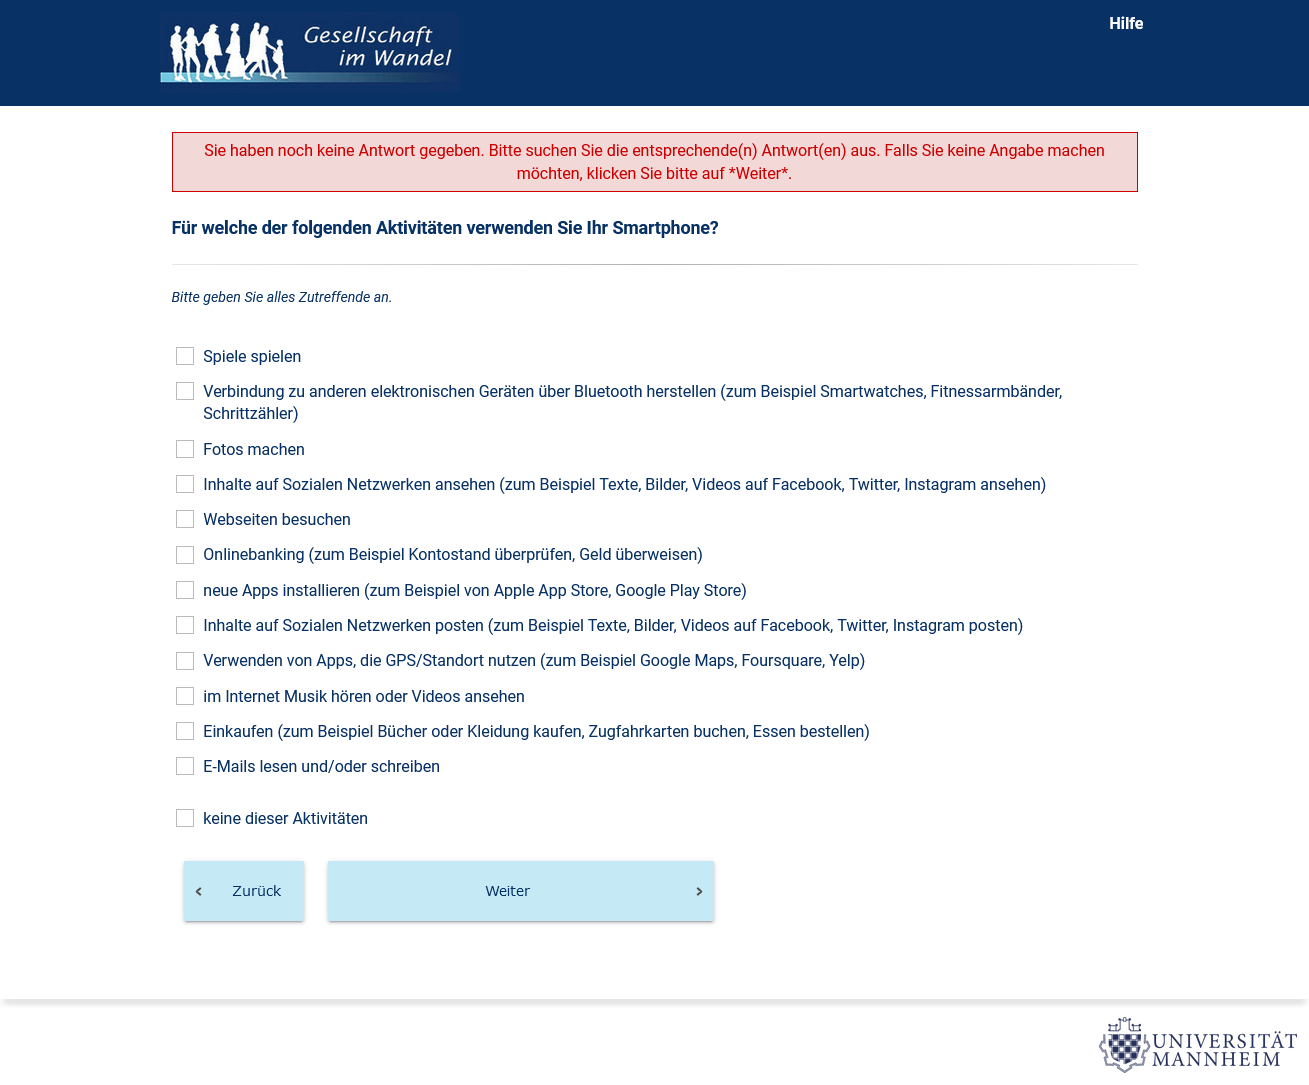 Gesellschaft
im Wandel
Hilfe
Sie haben noch keine Antwort gegeben. Bitte suchen Sie die entsprechende(n) Antwort(en) aus. Falls Sie keine Angabe machen
möchten, klicken Sie bitte auf *Weiter*.
Für welche der folgenden Aktivitäten verwenden Sie Ihr Smartphone?
Bitte geben Sie alles Zutreffende an.
Spiele spielen
Verbindung zu anderen elektronischen Geräten über Bluetooth herstellen (zum Beispiel Smartwatches, Fitnessarmbänder,
Schrittzähler)
Fotos machen
Inhalte auf Sozialen Netzwerken ansehen (zum Beispiel Texte, Bilder, Videos auf Facebook, Twitter, Instagram ansehen)
Webseiten besuchen
Onlinebanking (zum Beispiel Kontostand überprüfen, Geld überweisen)
neue Apps installieren (zum Beispiel von Apple App Store, Google Play Store)
Inhalte auf Sozialen Netzwerken posten (zum Beispiel Texte, Bilder, Videos auf Facebook, Twitter, Instagram posten)
Verwenden von Apps, die GPS/Standort nutzen (zum Beispiel Google Maps, Foursquare, Yelp)
im Internet Musik hören oder Videos ansehen
Einkaufen (zum Beispiel Bücher oder Kleidung kaufen, Zugfahrkarten buchen, Essen bestellen)
E-Mails lesen und/oder schreiben
keine dieser Aktivitäten
Zurück
Weiter
UNIVERSITÄT
MANNHEIM